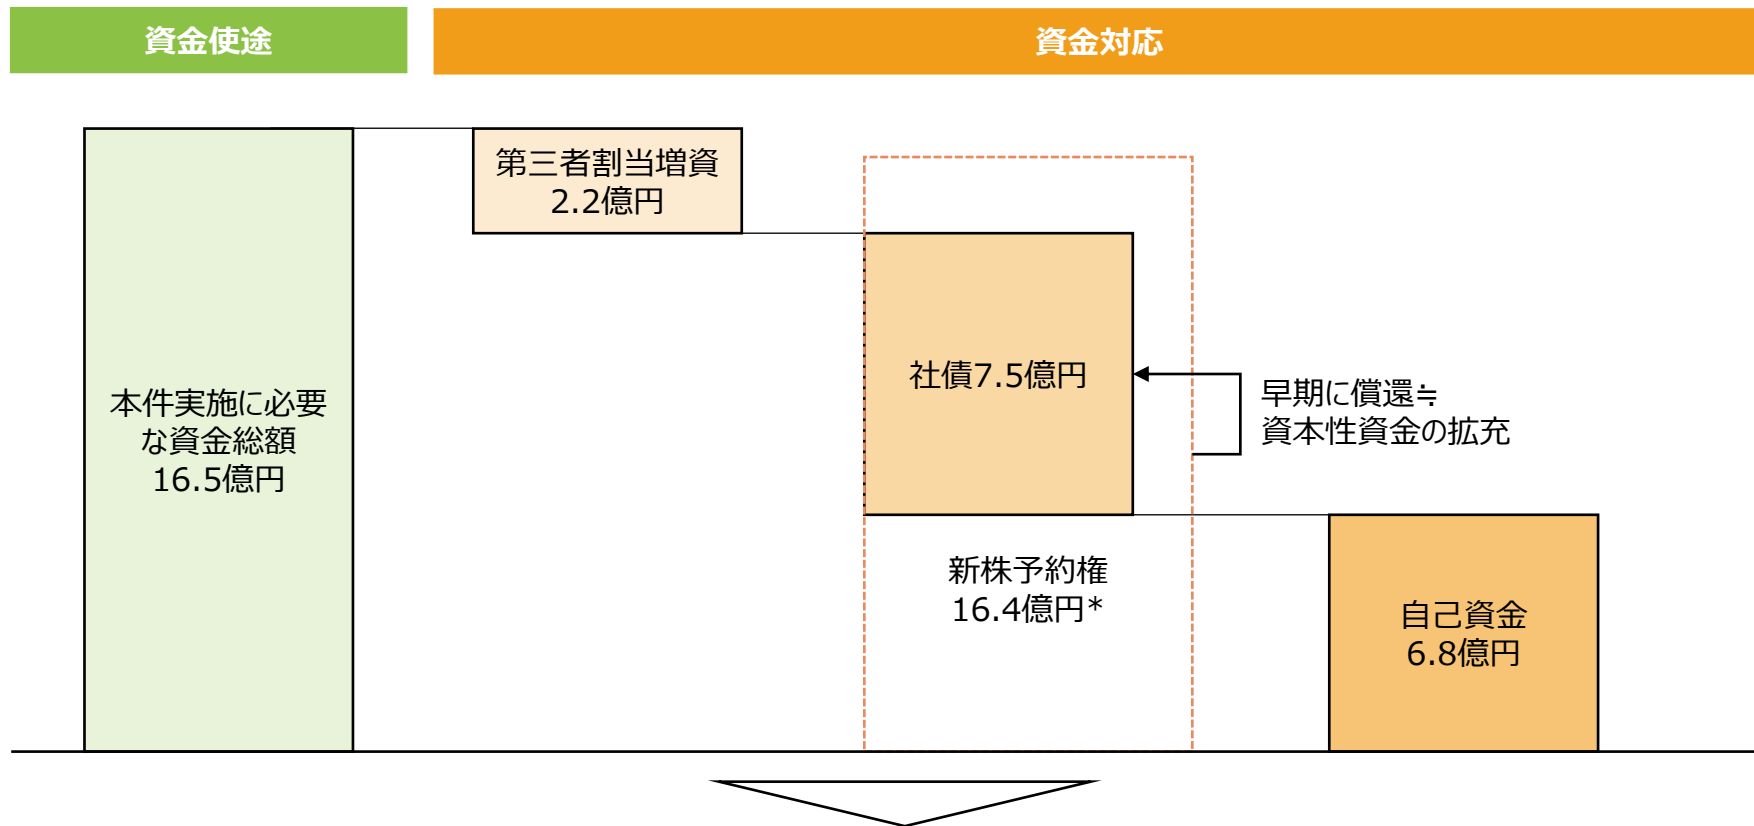 資金使途
資金対応
本件実施に必要
な資金総額
16.5億円
第三者割当増資
2.2億円
社債7.5億円
早期に償還≒
資本性資金の拡充
新株予約権
16.4億円*
自己資金
6.8億円